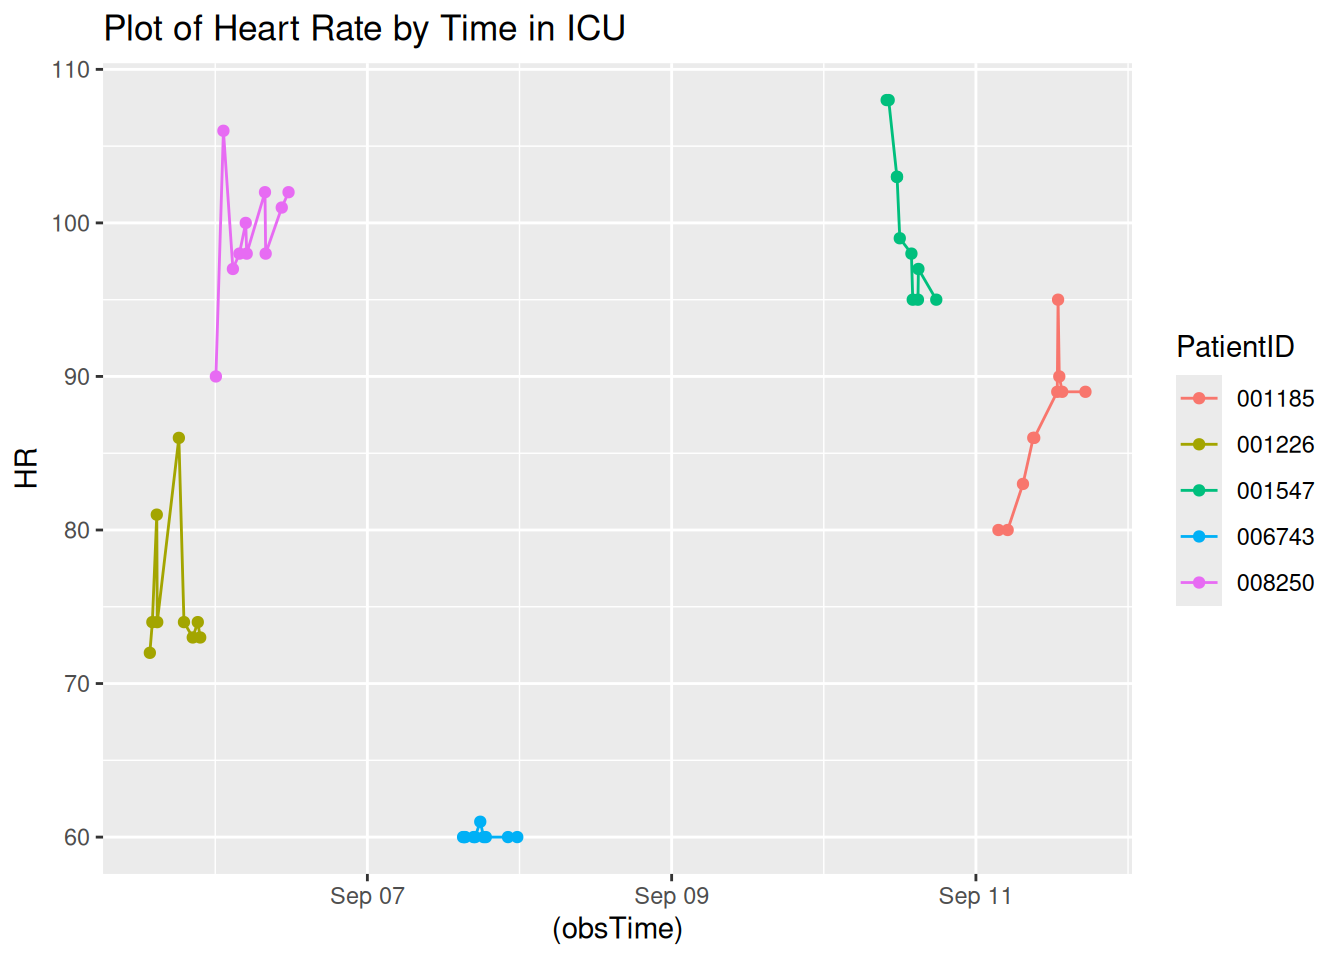 Plot of Heart Rate by Time in ICU
110
100
90
80
70
60
HR
Sep 07
Sep 09
Sep 11
(obsTime)
PatientID
001185
001226
001547
006743
008250